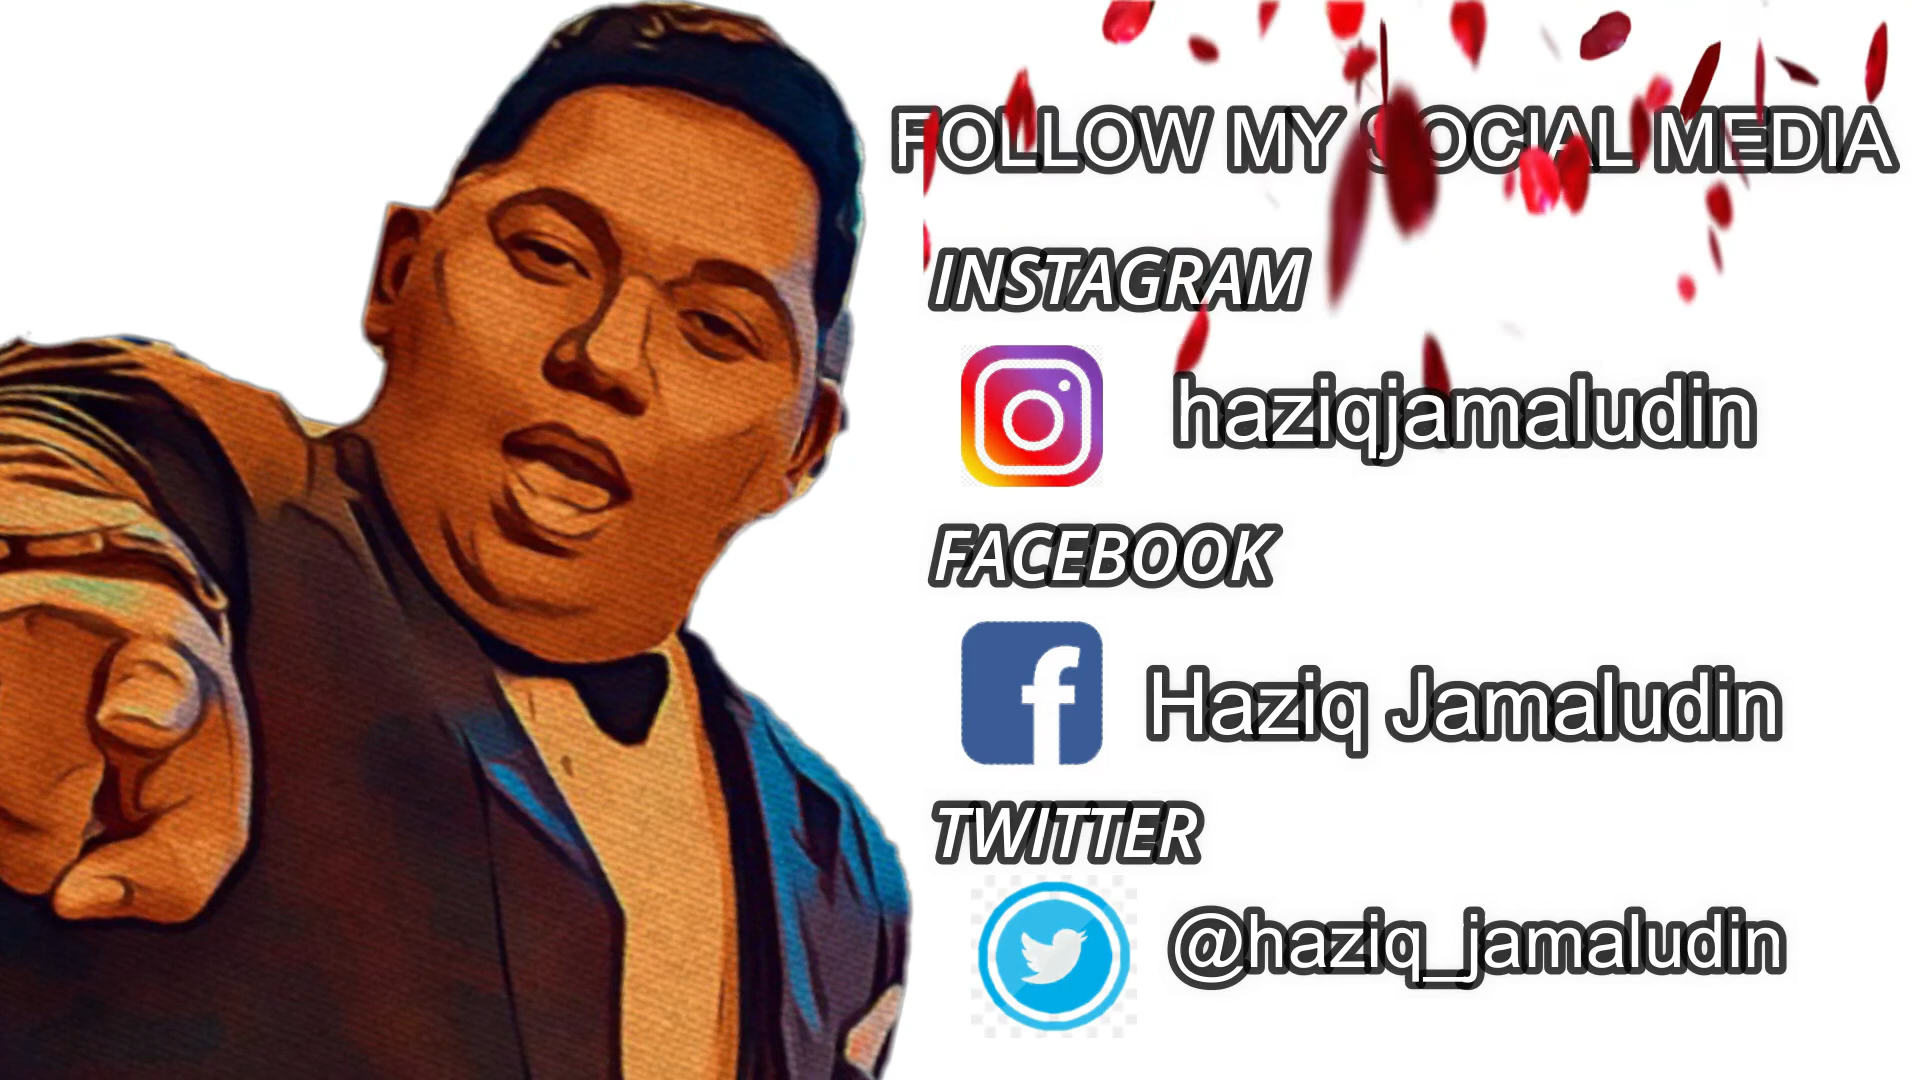 FOLLOW MY SOCIAL MEDIA
INSTAGRAM
haziqjamaludin
FACEBOOK
Haziq Jamaludin
TWITTER
@haziq_jamaludin